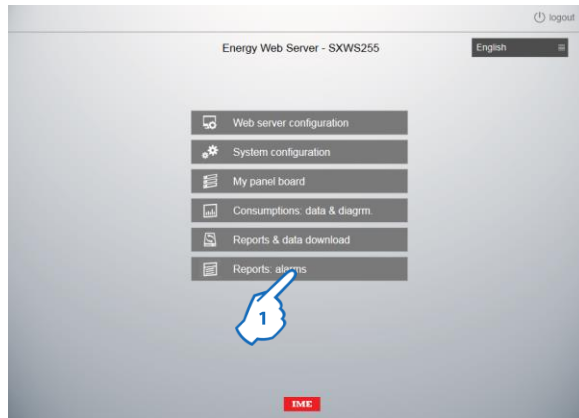 logout
Energy Web Server - SXWS255
English
Web server configuration
System configuration
My panel board
Consumptions: data & diagrm.
Reports & data download
Reports: alarms
1
IME